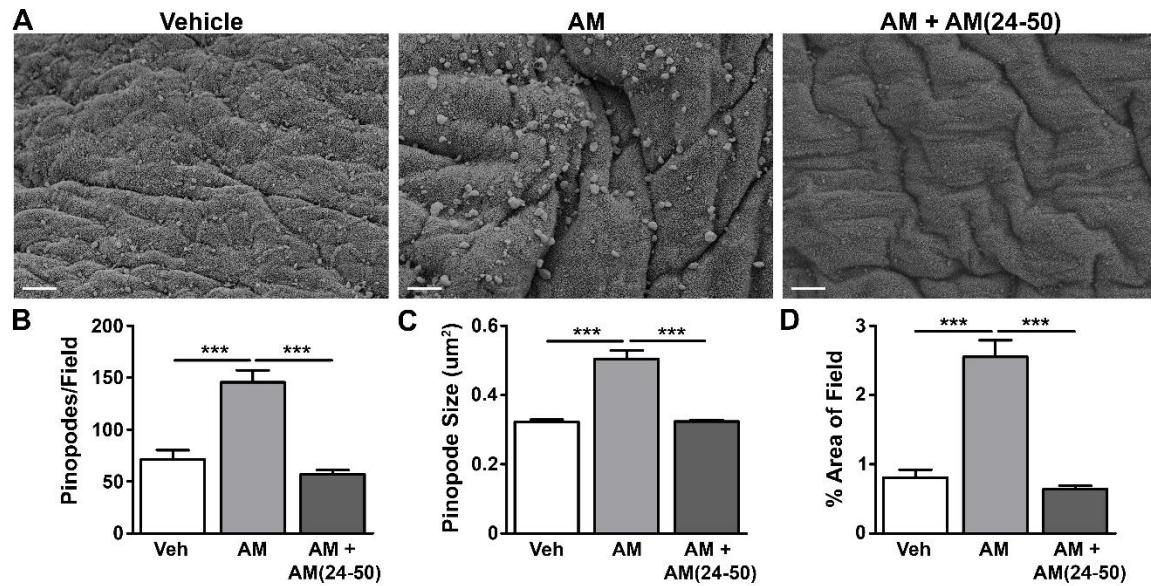 A Vehicle AM AM + AM(24-50)
B C D
200
150
100
50
0
Pinopodes/Field
*** ***
Veh AM AM +
AM(24-50)
0.6
0.4
0.2
0.0
Pinopode Size (um²)
*** ***
Veh AM AM +
AM(24-50)
3
2
1
0
% Area of Field
*** ***
Veh AM AM +
AM(24-50)